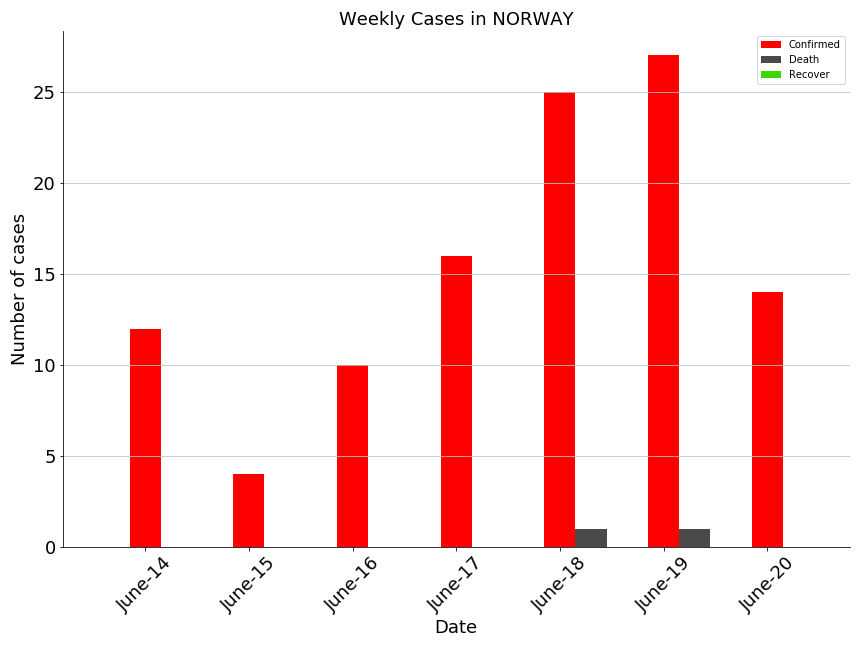 Weekly Cases in NORWAY
Confirmed
Death
Recover
Number of cases
25
20
15
10
5
0
June-14
June-15
June-16
June-17
June-18
June-19
June-20
Date